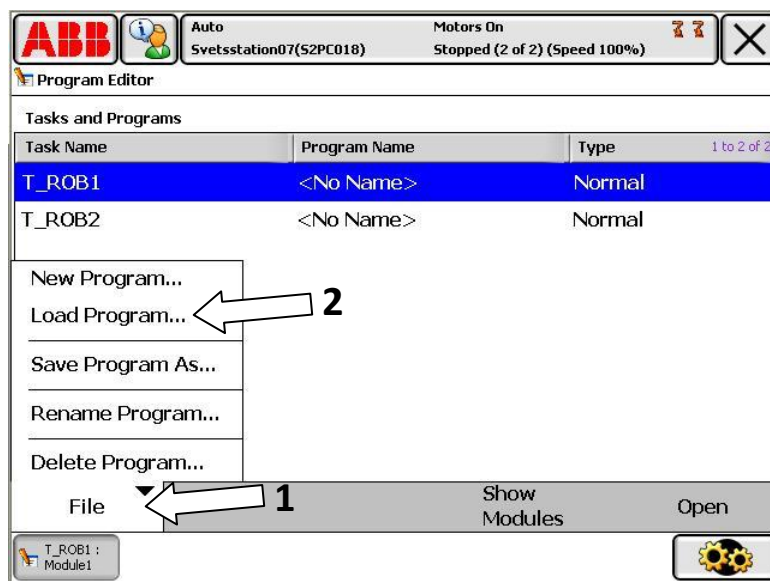 ABB
Auto Motors On
Svetsstation07(S2PC018) Stopped (2 of 2) (Speed 100%)
Program Editor
Tasks and Programs
Task Name Program Name Type 1 to 2 of 2
T_ROB1 <No Name> Normal
T_ROB2 <No Name> Normal
New Program...
Load Program... 2
Save Program As...
Rename Program...
Delete Program...
File 1 Show Modules Open
T_ROB1 :
Module1